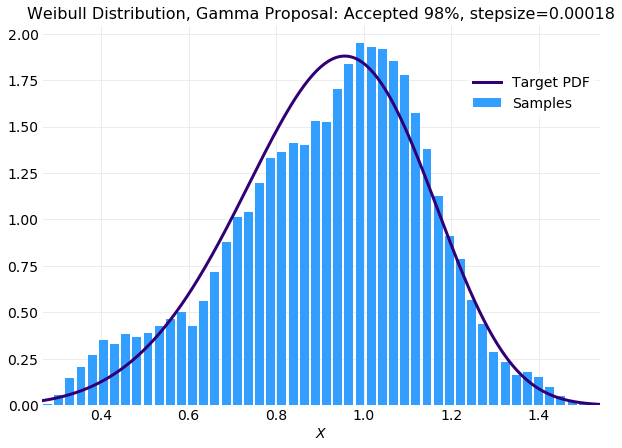 Weibull Distribution, Gamma Proposal: Accepted 98%, stepsize=0.00018
2.00
1.75
1.50
1.25
1.00
0.75
0.50
0.25
0.00
Target PDF
Samples
0.4 0.6 0.8 1.0 1.2 1.4
X